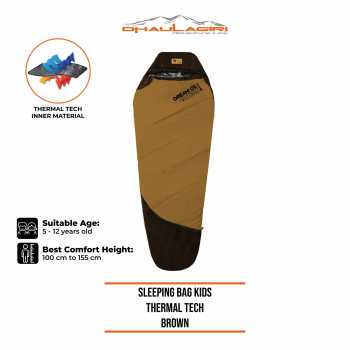 DHAULAGIRI
THERMAL TECH
INNER MATERIAL
DREAMLITE
Suitable Age:
5 - 12 years old
Best Comfort Height:
100 cm to 155 cm
SLEEPING BAG KIDS
THERMAL TECH
BROWN